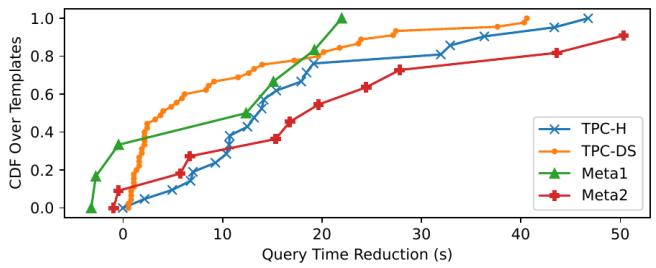 CDF Over Templates
1.0
0.8
0.6
0.4
0.2
0.0
TPC-H
TPC-DS
Meta1
Meta2
0 10 20 30 40 50
Query Time Reduction (s)